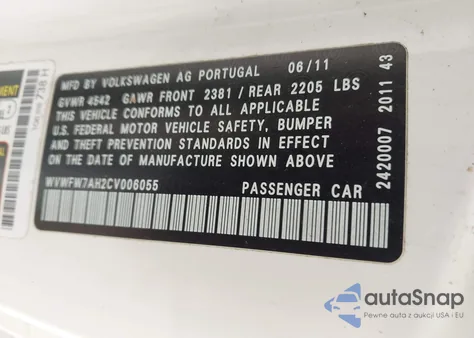 MFD. BY VOLKSWAGEN AG PORTUGAL 06/11
GVWR 4542 GAWR FRONT 2381 / REAR 2205 LBS
THIS VEHICLE CONFORMS TO ALL APPLICABLE
U.S. FEDERAL MOTOR VEHICLE SAFETY, BUMPER
AND THEFT PREVENTION STANDARDS IN EFFECT
ON THE DATE OF MANUFACTURE SHOWN ABOVE
WVWFW7AH2CV006055 PASSENGER CAR
2420007 2011 43
autoSnap
Pewne auta z aukcji USA i EU